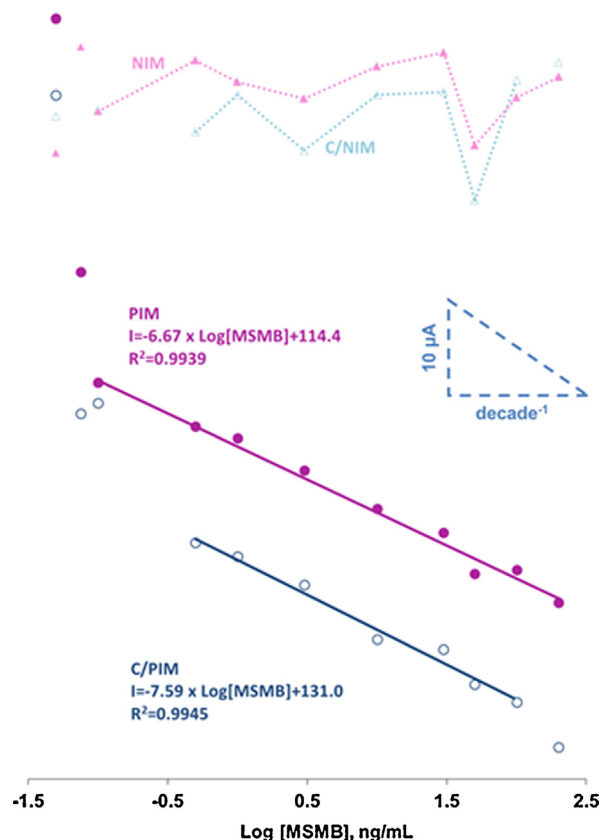 NIM
C/NIM
PIM
I=-6.67 x Log[MSMB]+114.4
R²=0.9939
10 µA
decade⁻¹
C/PIM
I=-7.59 x Log[MSMB]+131.0
R²=0.9945
-1.5 -0.5 0.5 1.5 2.5
Log [MSMB], ng/mL